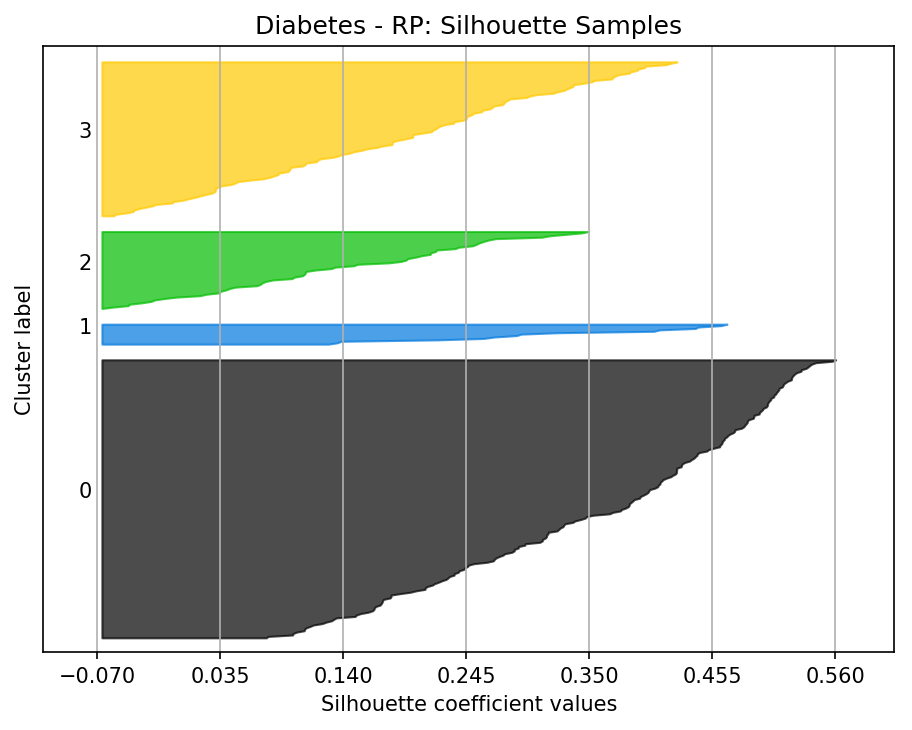 Diabetes - RP: Silhouette Samples
3
2
1
0
Cluster label
−0.070 0.035 0.140 0.245 0.350 0.455 0.560
Silhouette coefficient values